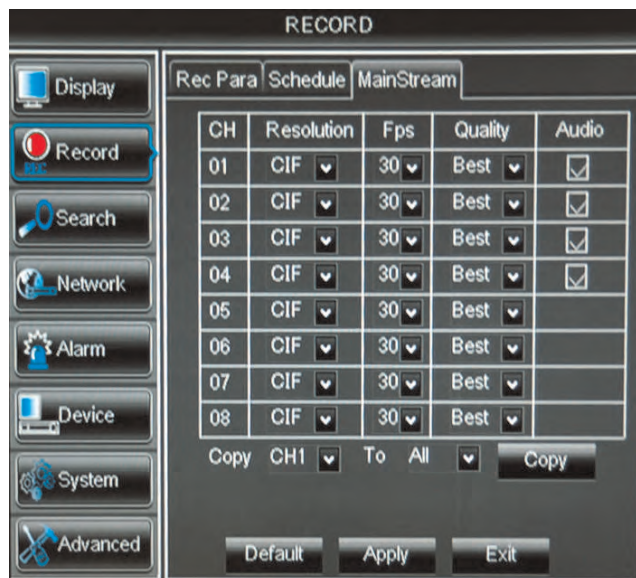 RECORD
Display
Record
REC
Search
Network
Alarm
Device
System
Advanced
Rec Para Schedule MainStream
CH Resolution Fps Quality Audio
01 CIF 30 Best
02 CIF 30 Best
03 CIF 30 Best
04 CIF 30 Best
05 CIF 30 Best
06 CIF 30 Best
07 CIF 30 Best
08 CIF 30 Best
Copy CH1 To All Copy
Default Apply Exit